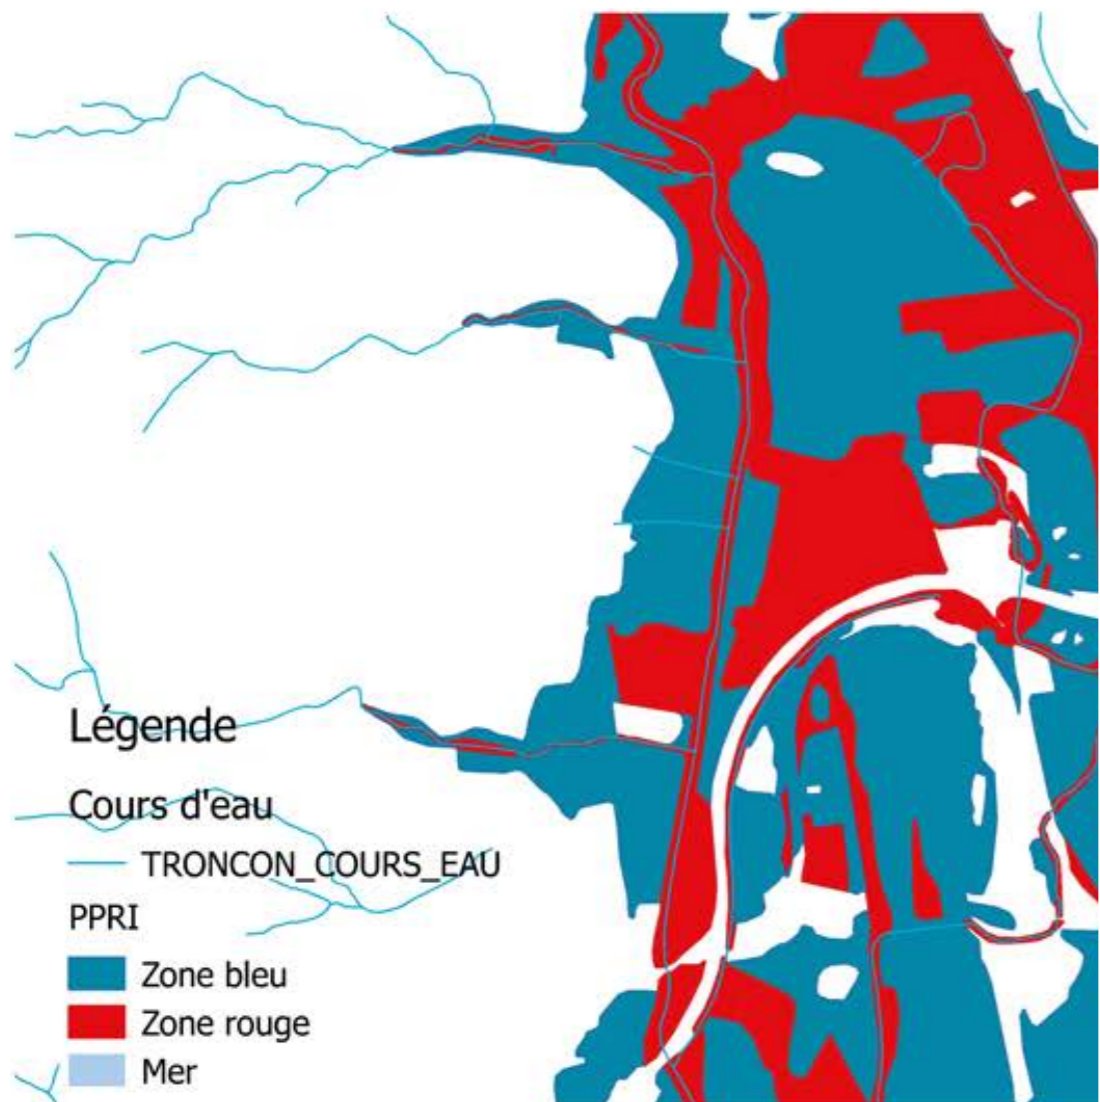 Légende
Cours d'eau
TRONCON_COURS_EAU
PPRI
Zone bleu
Zone rouge
Mer